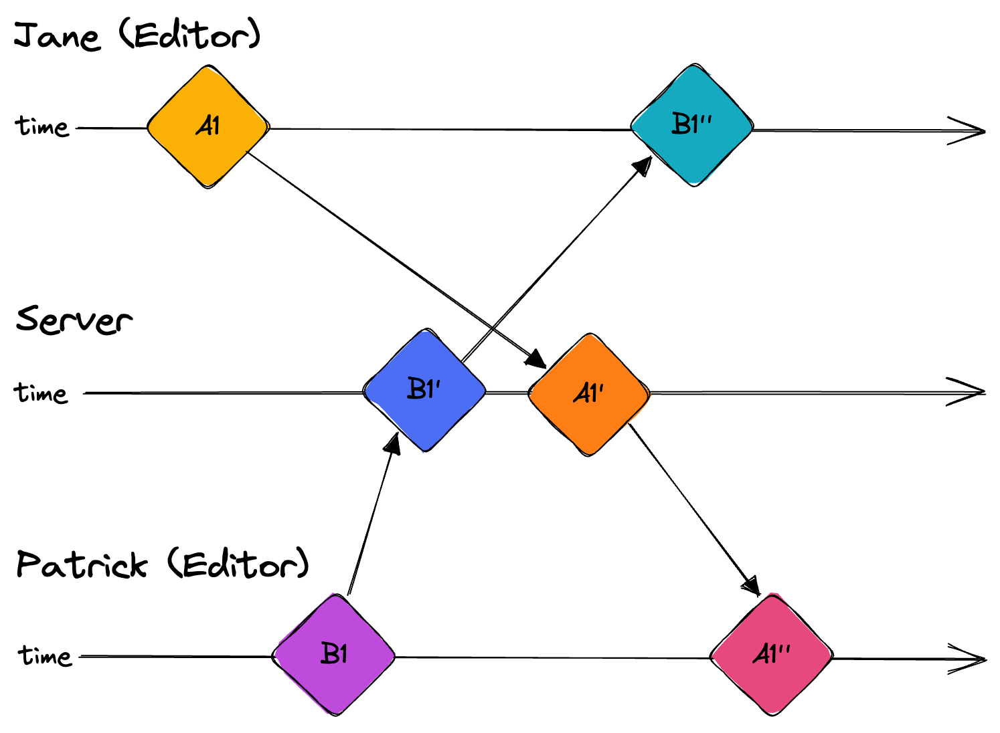 Jane (Editor)
time
A1
B1''
Server
time
B1'
A1'
Patrick (Editor)
time
B1
A1''